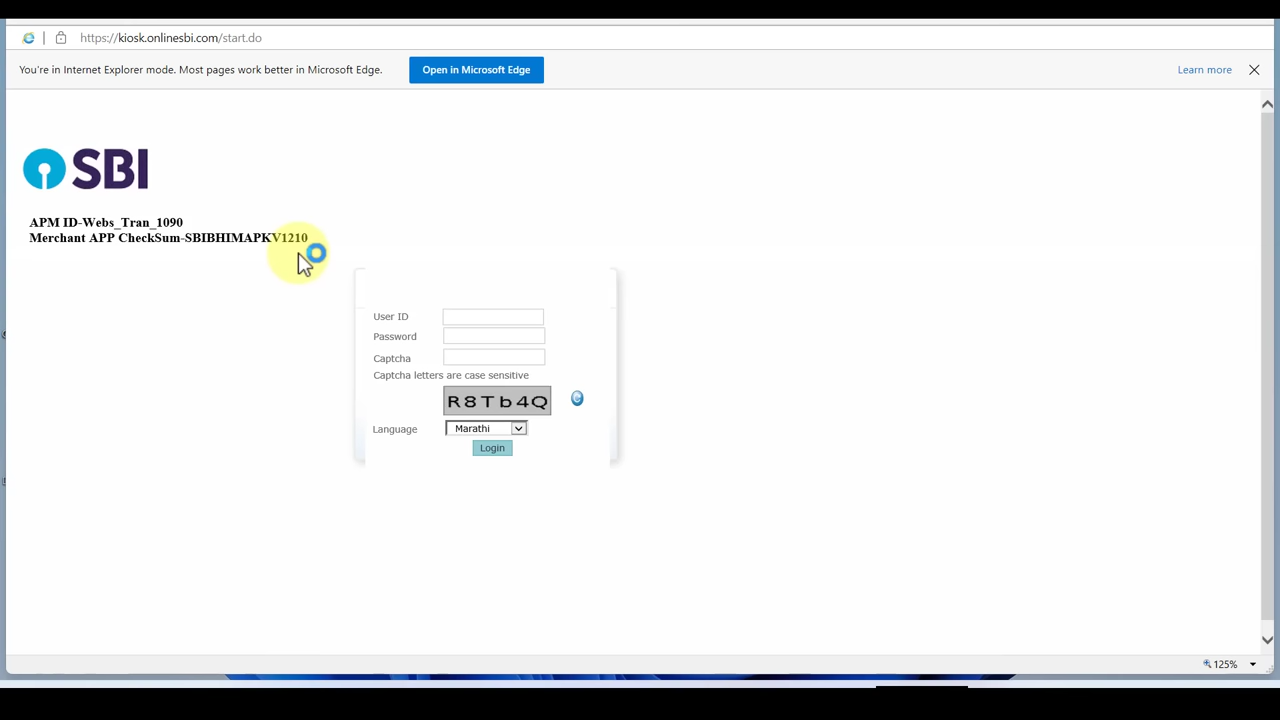 https://kiosk.onlinesbi.com/start.do
You're in Internet Explorer mode. Most pages work better in Microsoft Edge.
Open in Microsoft Edge
Learn more
SBI
APM ID-Webs_Tran_1090
Merchant APP CheckSum-SBIBHIMAPKV1210
User ID
Password
Captcha
Captcha letters are case sensitive
R8Tb4Q
Language
Marathi
Login
125%